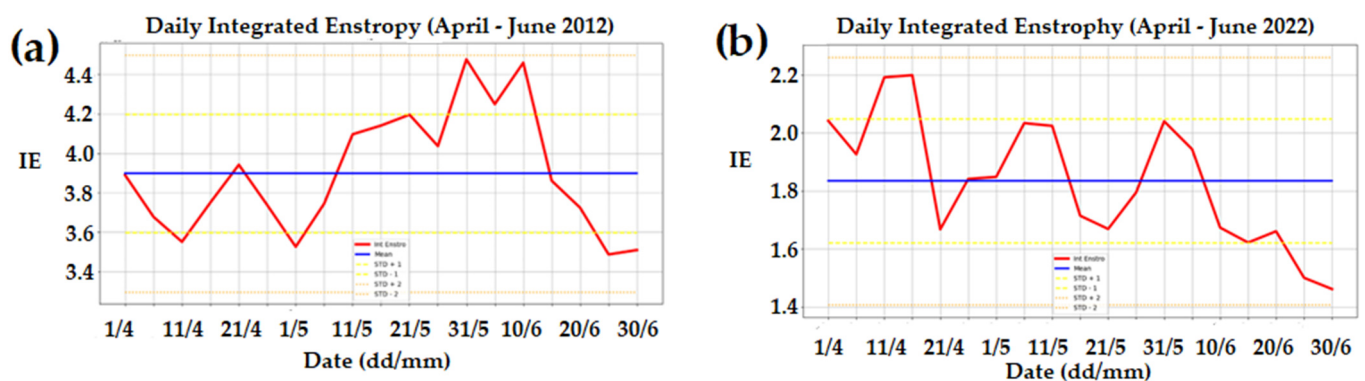 (a)
Daily Integrated Enstropy (April - June 2012)
IE
4.4
4.2
4.0
3.8
3.6
3.4
Int Enstro
Mean
STD + 1
STD - 1
STD + 2
STD - 2
1/4 11/4 21/4 1/5 11/5 21/5 31/5 10/6 20/6 30/6
Date (dd/mm)
(b)
Daily Integrated Enstrophy (April - June 2022)
IE
2.2
2.0
1.8
1.6
1.4
Int Enstro
Mean
STD + 1
STD - 1
STD + 2
STD - 2
1/4 11/4 21/4 1/5 11/5 21/5 31/5 10/6 20/6 30/6
Date (dd/mm)